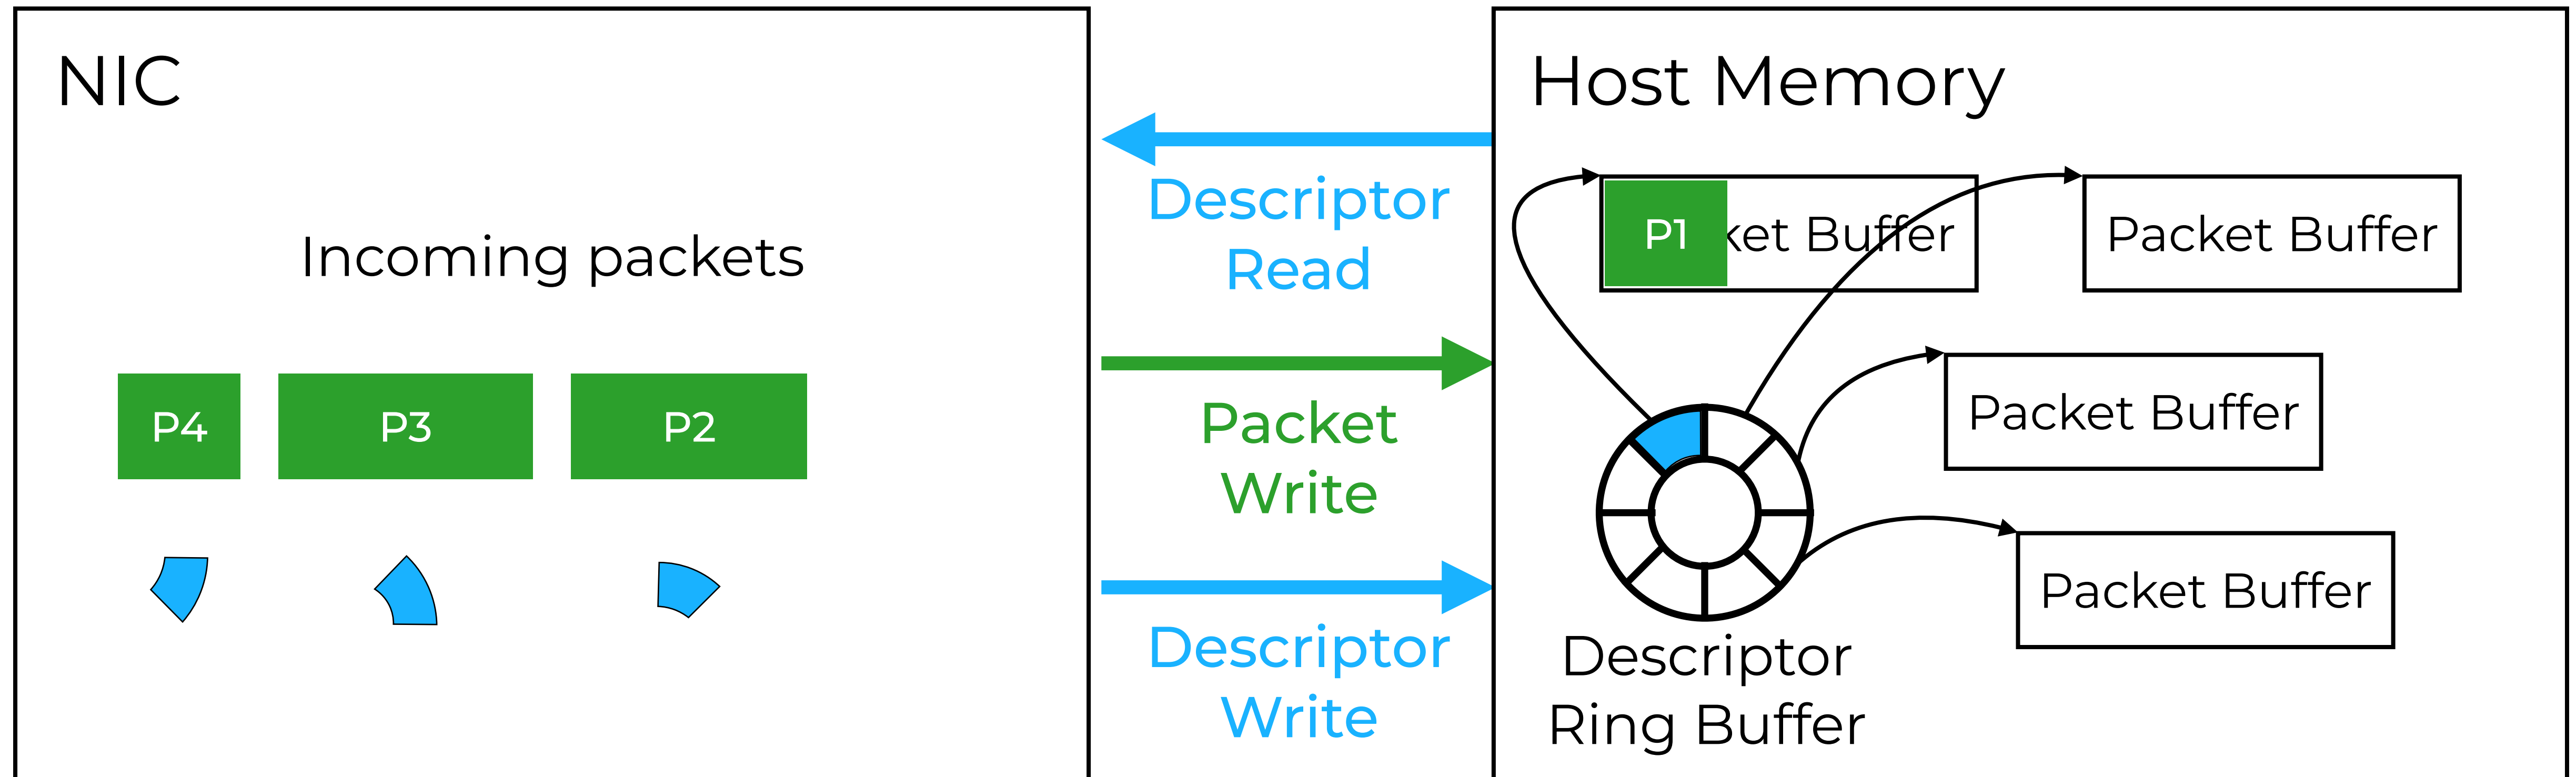 NIC
Incoming packets
P4
P3
P2
Descriptor
Read
Packet
Write
Descriptor
Write
Host Memory
P1
ket Buffer
Packet Buffer
Packet Buffer
Packet Buffer
Descriptor
Ring Buffer